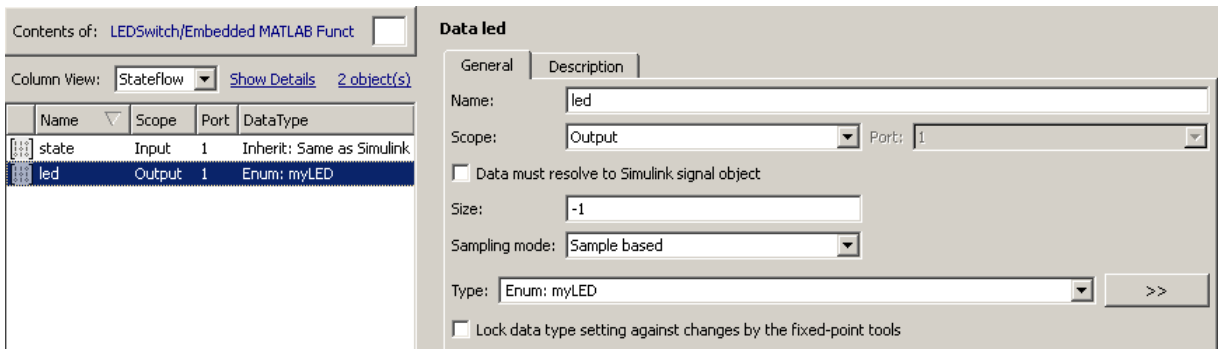 Contents of: LEDSwitch/Embedded MATLAB Funct
Column View: Stateflow Show Details 2 object(s)
Name Scope Port DataType
state Input 1 Inherit: Same as Simulink
led Output 1 Enum: myLED
Data led
General Description
Name: led
Scope: Output Port: 1
Data must resolve to Simulink signal object
Size: -1
Sampling mode: Sample based
Type: Enum: myLED >>
Lock data type setting against changes by the fixed-point tools